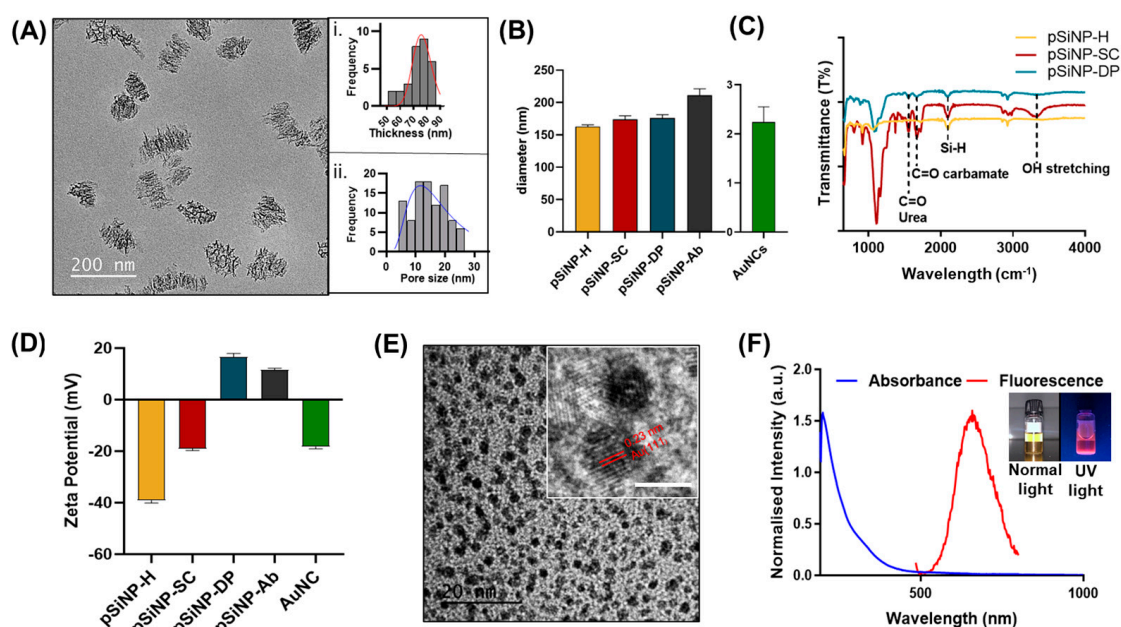 (A)
200 nm
i.
Frequency
10
8
6
4
2
0
50 60 70 80 90
Thickness (nm)
ii.
Frequency
20
15
10
5
0
0 10 20 30
Pore size (nm)
(B)
diameter (nm)
250
200
150
100
50
0
3
2
1
0
pSiNP-H
pSiNP-SC
pSiNP-DP
pSiNP-Ab
AuNCs
(C)
pSiNP-H
pSiNP-SC
pSiNP-DP
Transmittance (T%)
Si-H
C=O carbamate
OH stretching
C=O
Urea
1000 2000 3000 4000
Wavelength (cm⁻¹)
(D)
Zeta Potential (mV)
20
0
-20
-40
-60
pSiNP-H
pSiNP-SC
pSiNP-DP
pSiNP-Ab
AuNC
(E)
0.23 nm
20 nm
(F)
Absorbance Fluorescence
Normalised Intensity (a.u.)
2.0
1.5
1.0
0.5
0.0
Normal
light
UV
light
500 1000
Wavelength (nm)